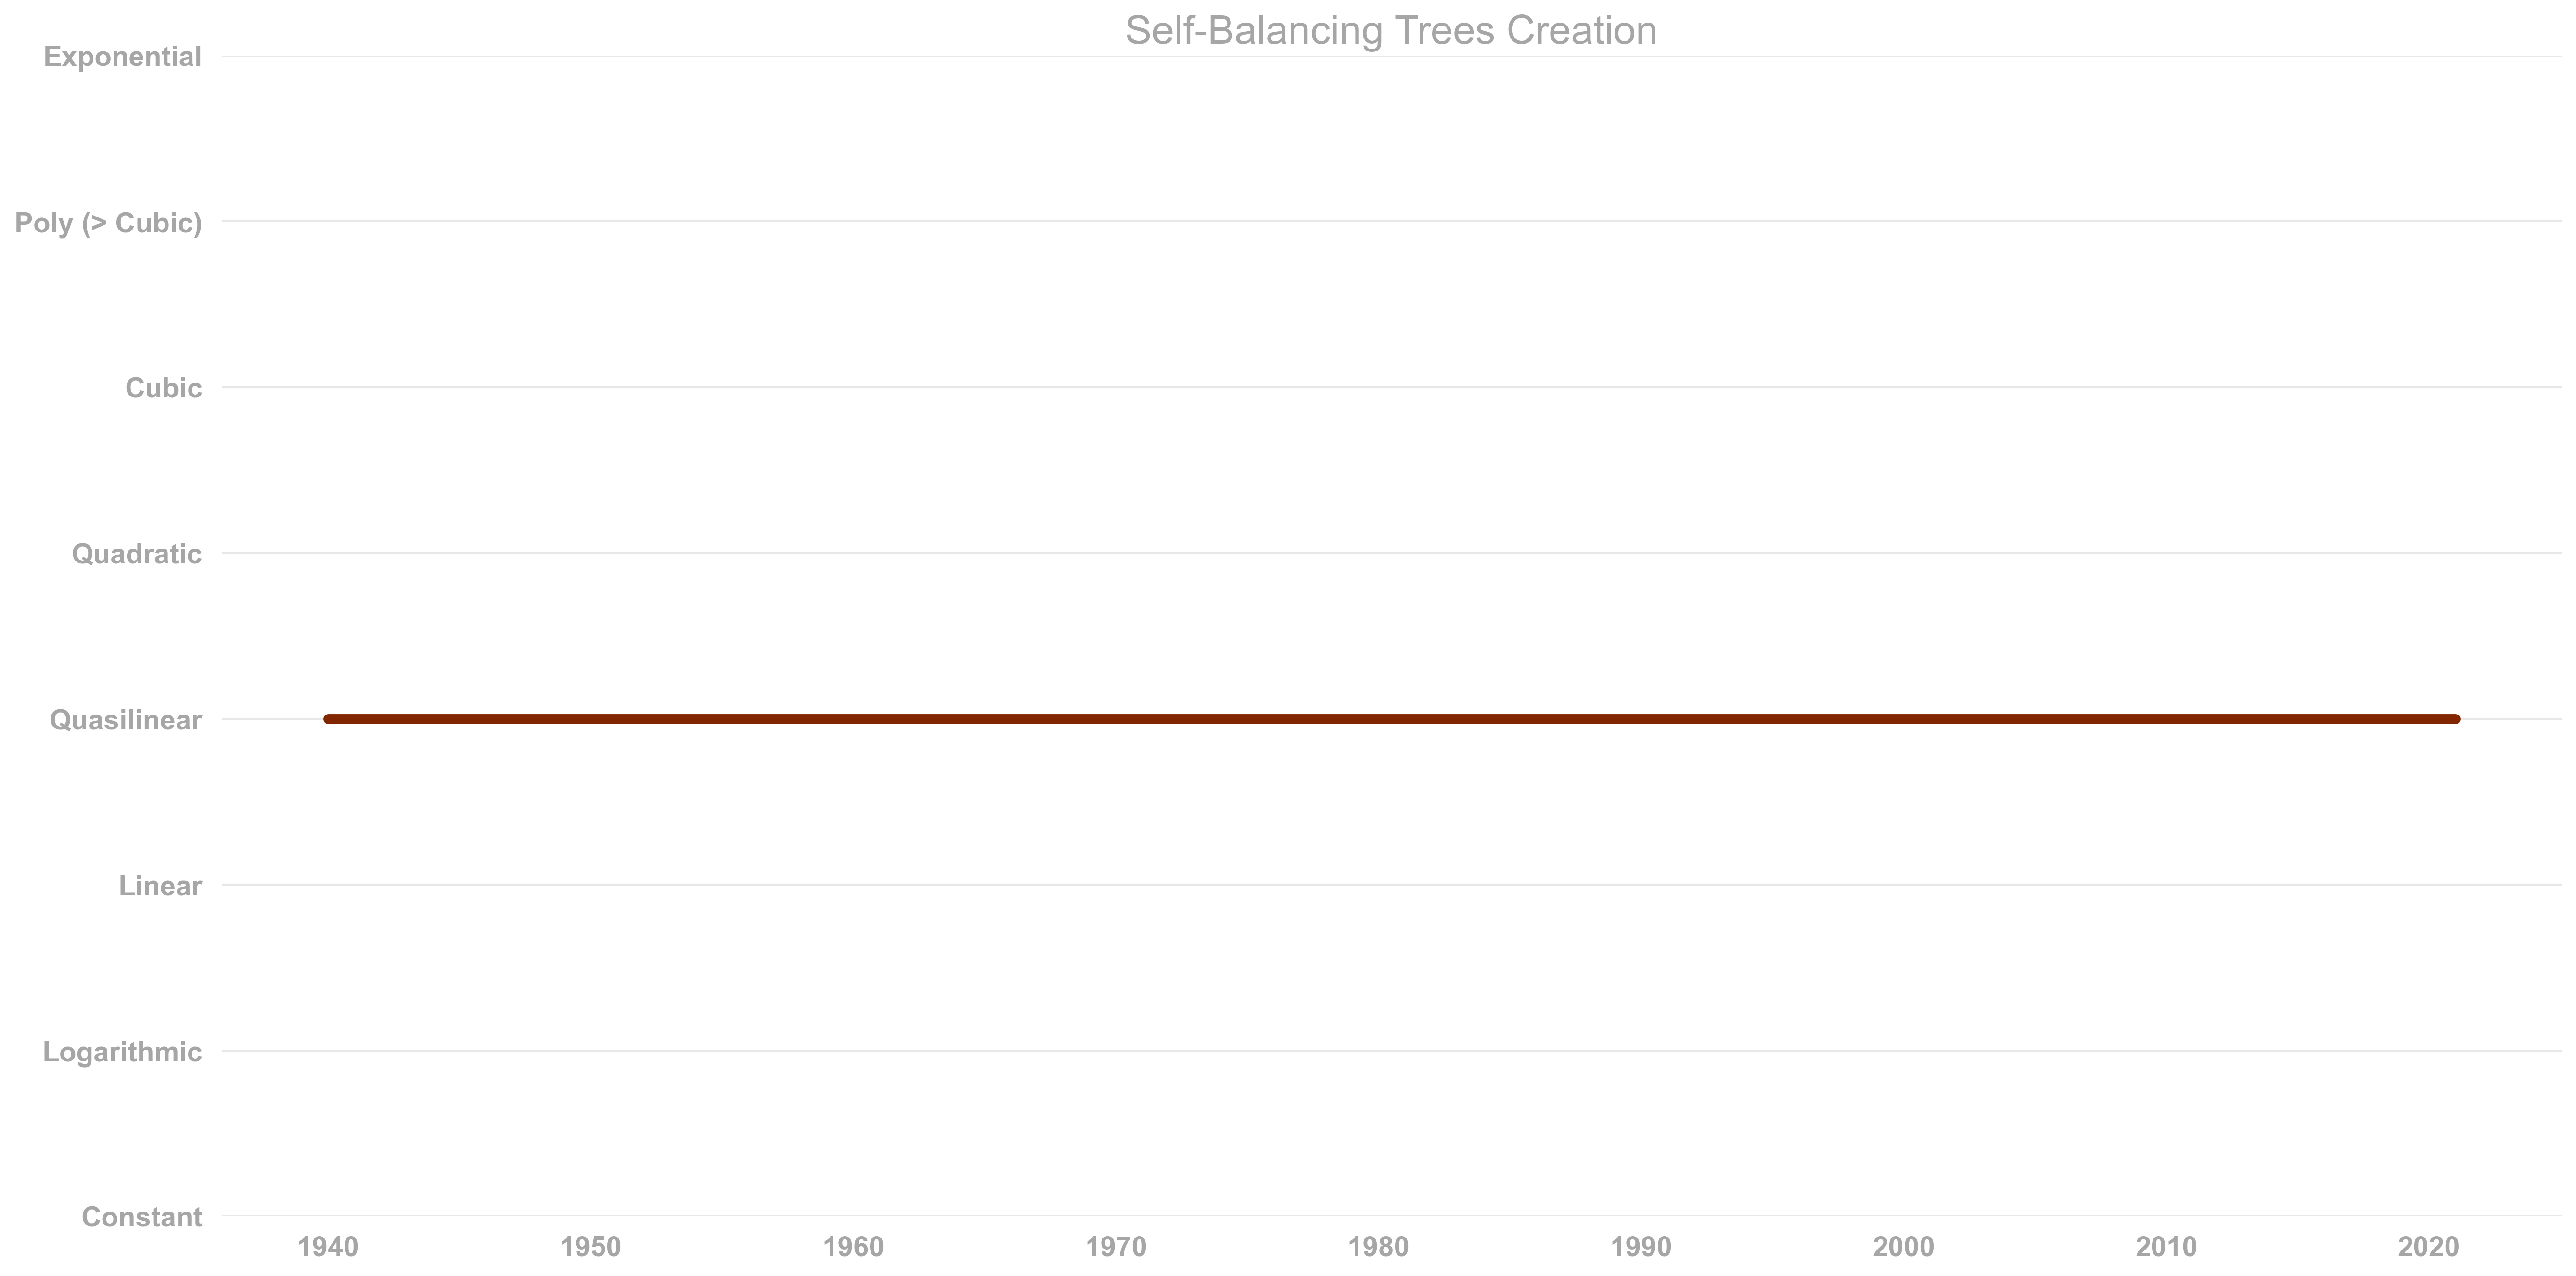 Self-Balancing Trees Creation
Exponential
Poly (> Cubic)
Cubic
Quadratic
Quasilinear
Linear
Logarithmic
Constant
1940 1950 1960 1970 1980 1990 2000 2010 2020